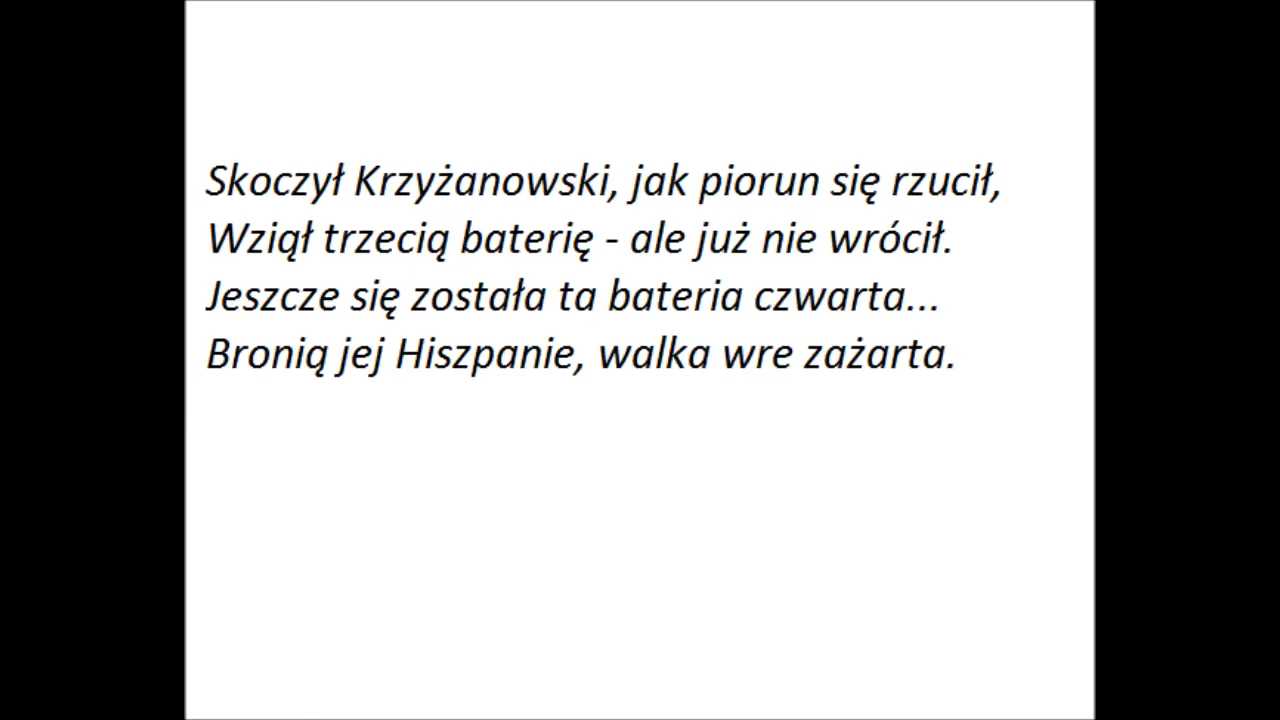 Skoczył Krzyżanowski, jak piorun się rzucił,
Wziął trzecią baterię - ale już nie wrócił.
Jeszcze się została ta bateria czwarta...
Bronią jej Hiszpanie, walka wre zażarta.